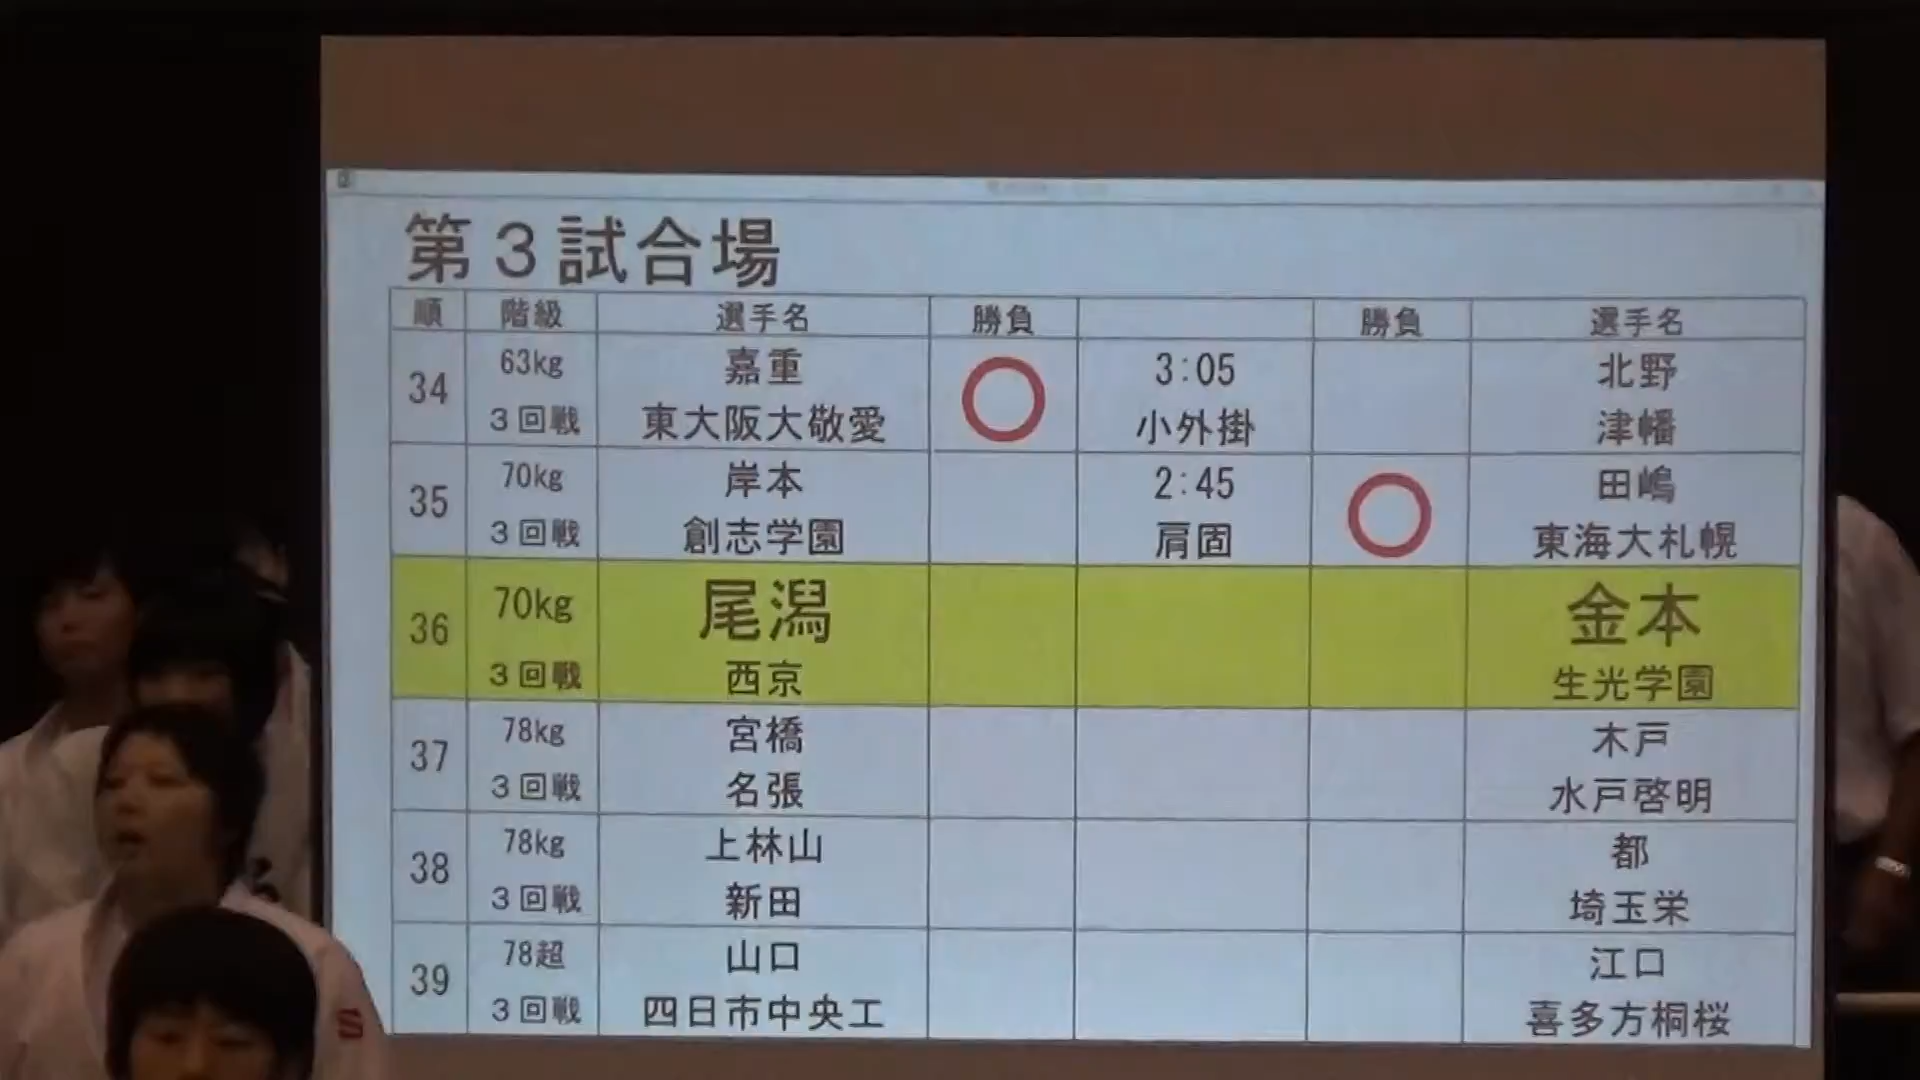 第3試合場
順 階級 選手名 勝負 勝負 選手名
34 63kg 嘉重 3:05 北野
3回戦 東大阪大敬愛 ○ 小外掛 津幡
35 70kg 岸本 2:45 田嶋
3回戦 創志学園 肩固 ○ 東海大札幌
36 70kg 尾潟 金本
3回戦 西京 生光学園
37 78kg 宮橋 木戸
3回戦 名張 水戸啓明
38 78kg 上林山 都
3回戦 新田 埼玉栄
39 78超 山口 江口
3回戦 四日市中央工 喜多方桐桜